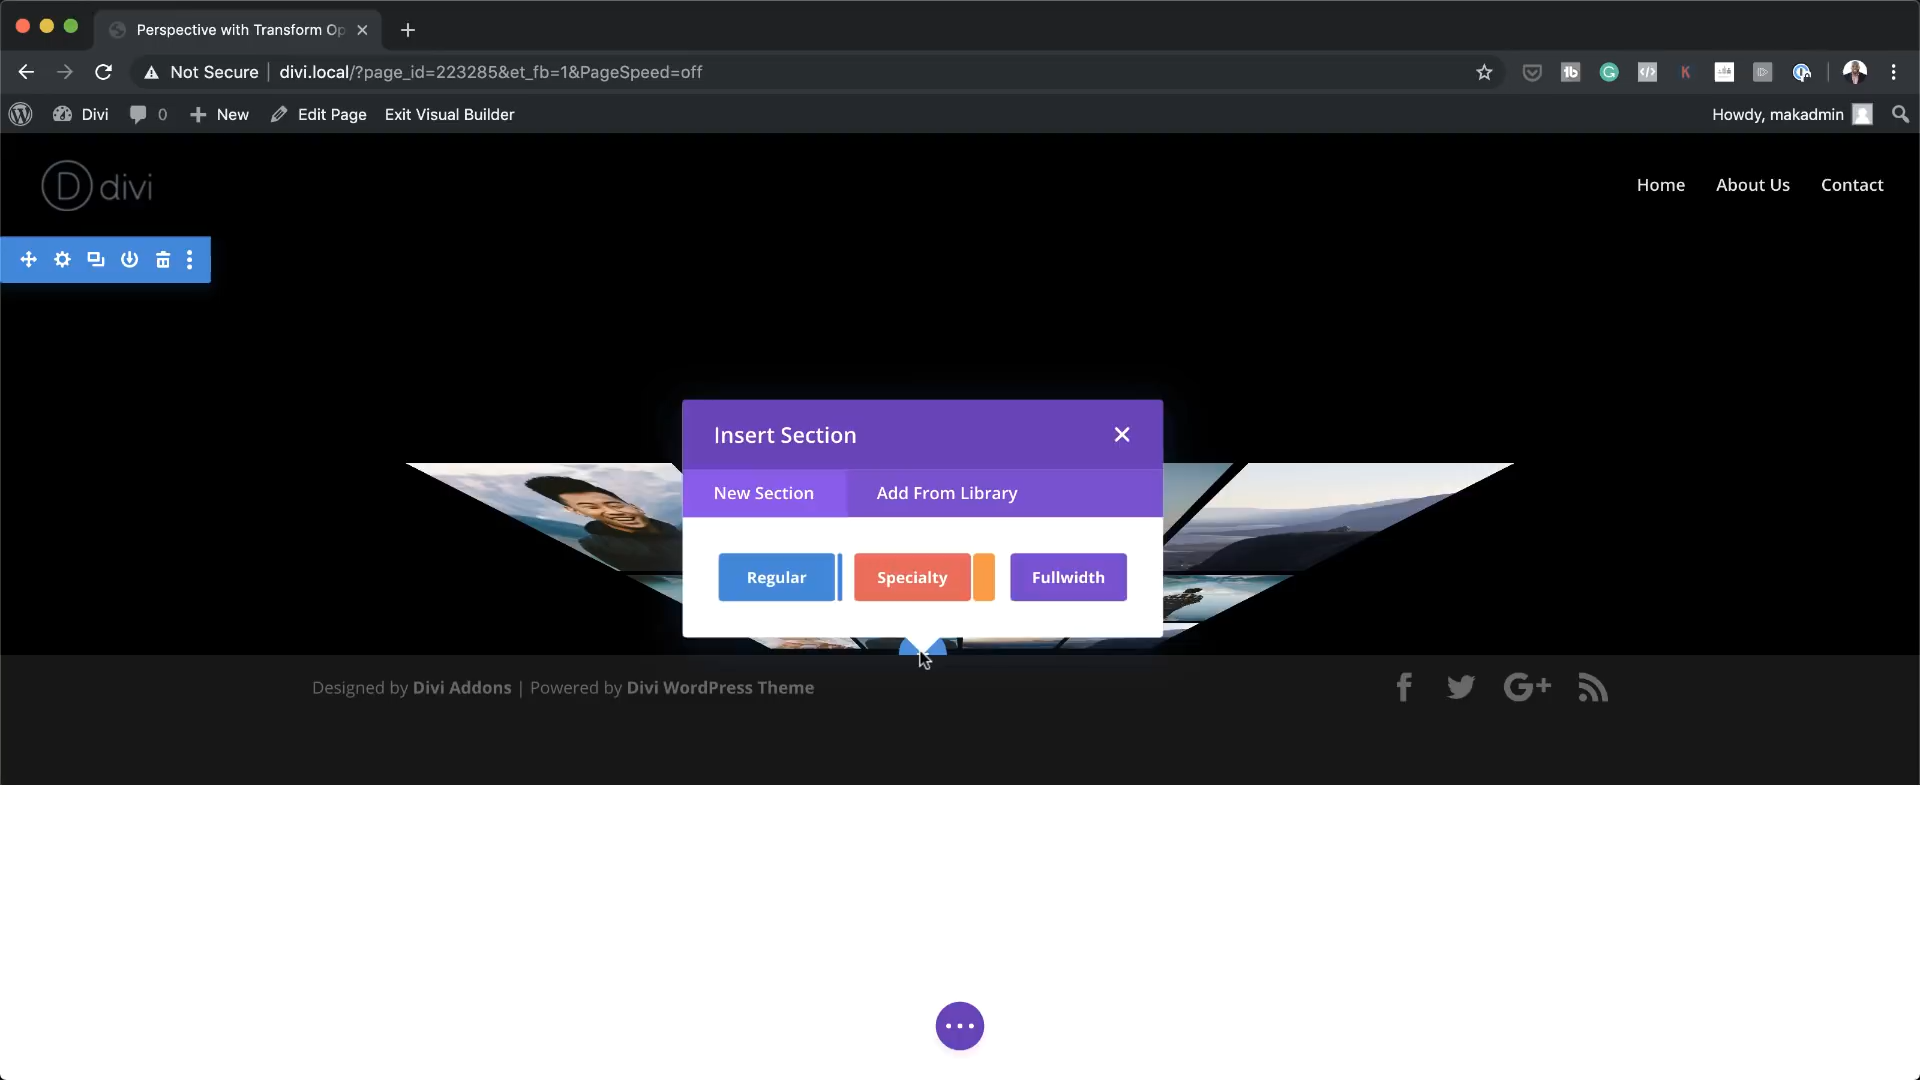 Perspective with Transform Op
Not Secure | divi.local/?page_id=223285&et_fb=1&PageSpeed=off
Divi 0 New Edit Page Exit Visual Builder Howdy, makadmin
D divi
Home About Us Contact
Insert Section
New Section Add From Library
Regular Specialty Fullwidth
Designed by Divi Addons | Powered by Divi WordPress Theme